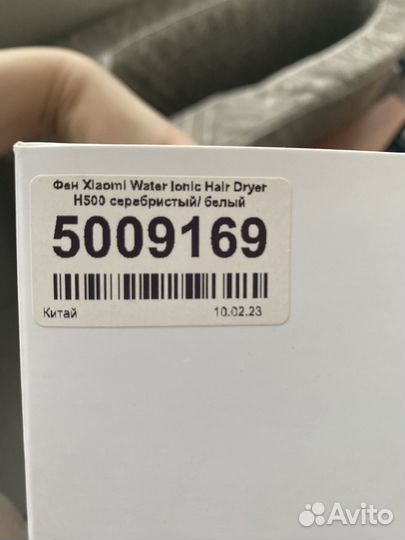 Фен Xiaomi Water Ionic Hair Dryer
H500 серебристый/ белый
5009169
Китай 10.02.23
Avito